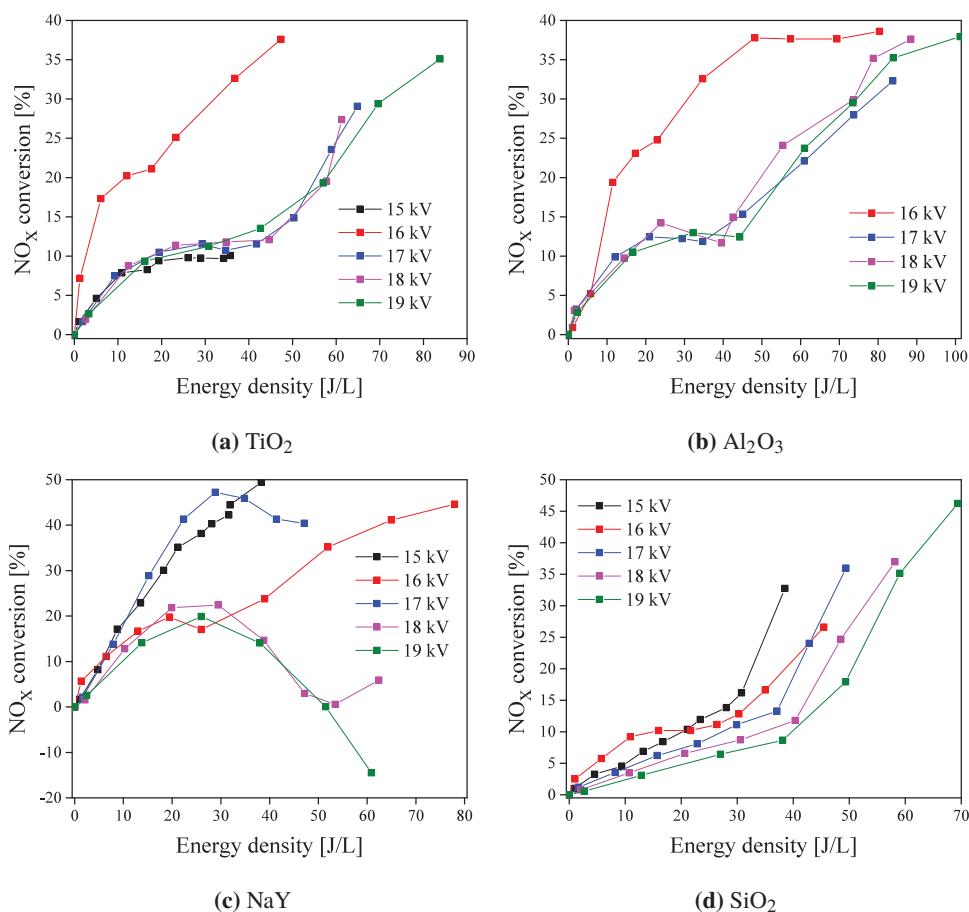 40
35
30
25
20
15
10
5
0
NOX conversion [%]
15 kV
16 kV
17 kV
18 kV
19 kV
0 10 20 30 40 50 60 70 80 90
Energy density [J/L]
(a) TiO2
40
35
30
25
20
15
10
5
0
NOX conversion [%]
16 kV
17 kV
18 kV
19 kV
0 10 20 30 40 50 60 70 80 90 100
Energy density [J/L]
(b) Al2O3
50
40
30
20
10
0
-10
-20
NOX conversion [%]
15 kV
16 kV
17 kV
18 kV
19 kV
0 10 20 30 40 50 60 70 80
Energy density [J/L]
(c) NaY
50
45
40
35
30
25
20
15
10
5
0
NOX conversion [%]
15 kV
16 kV
17 kV
18 kV
19 kV
0 10 20 30 40 50 60 70
Energy density [J/L]
(d) SiO2